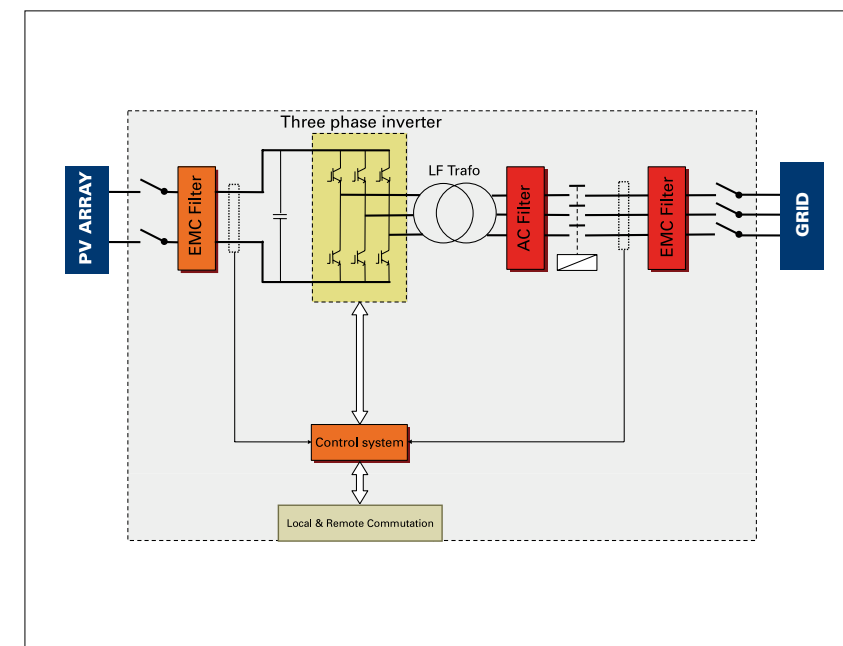 Three phase inverter
PV ARRAY
EMC Filter
LF Trafo
AC Filter
EMC Filter
GRID
Control system
Local & Remote Commutation